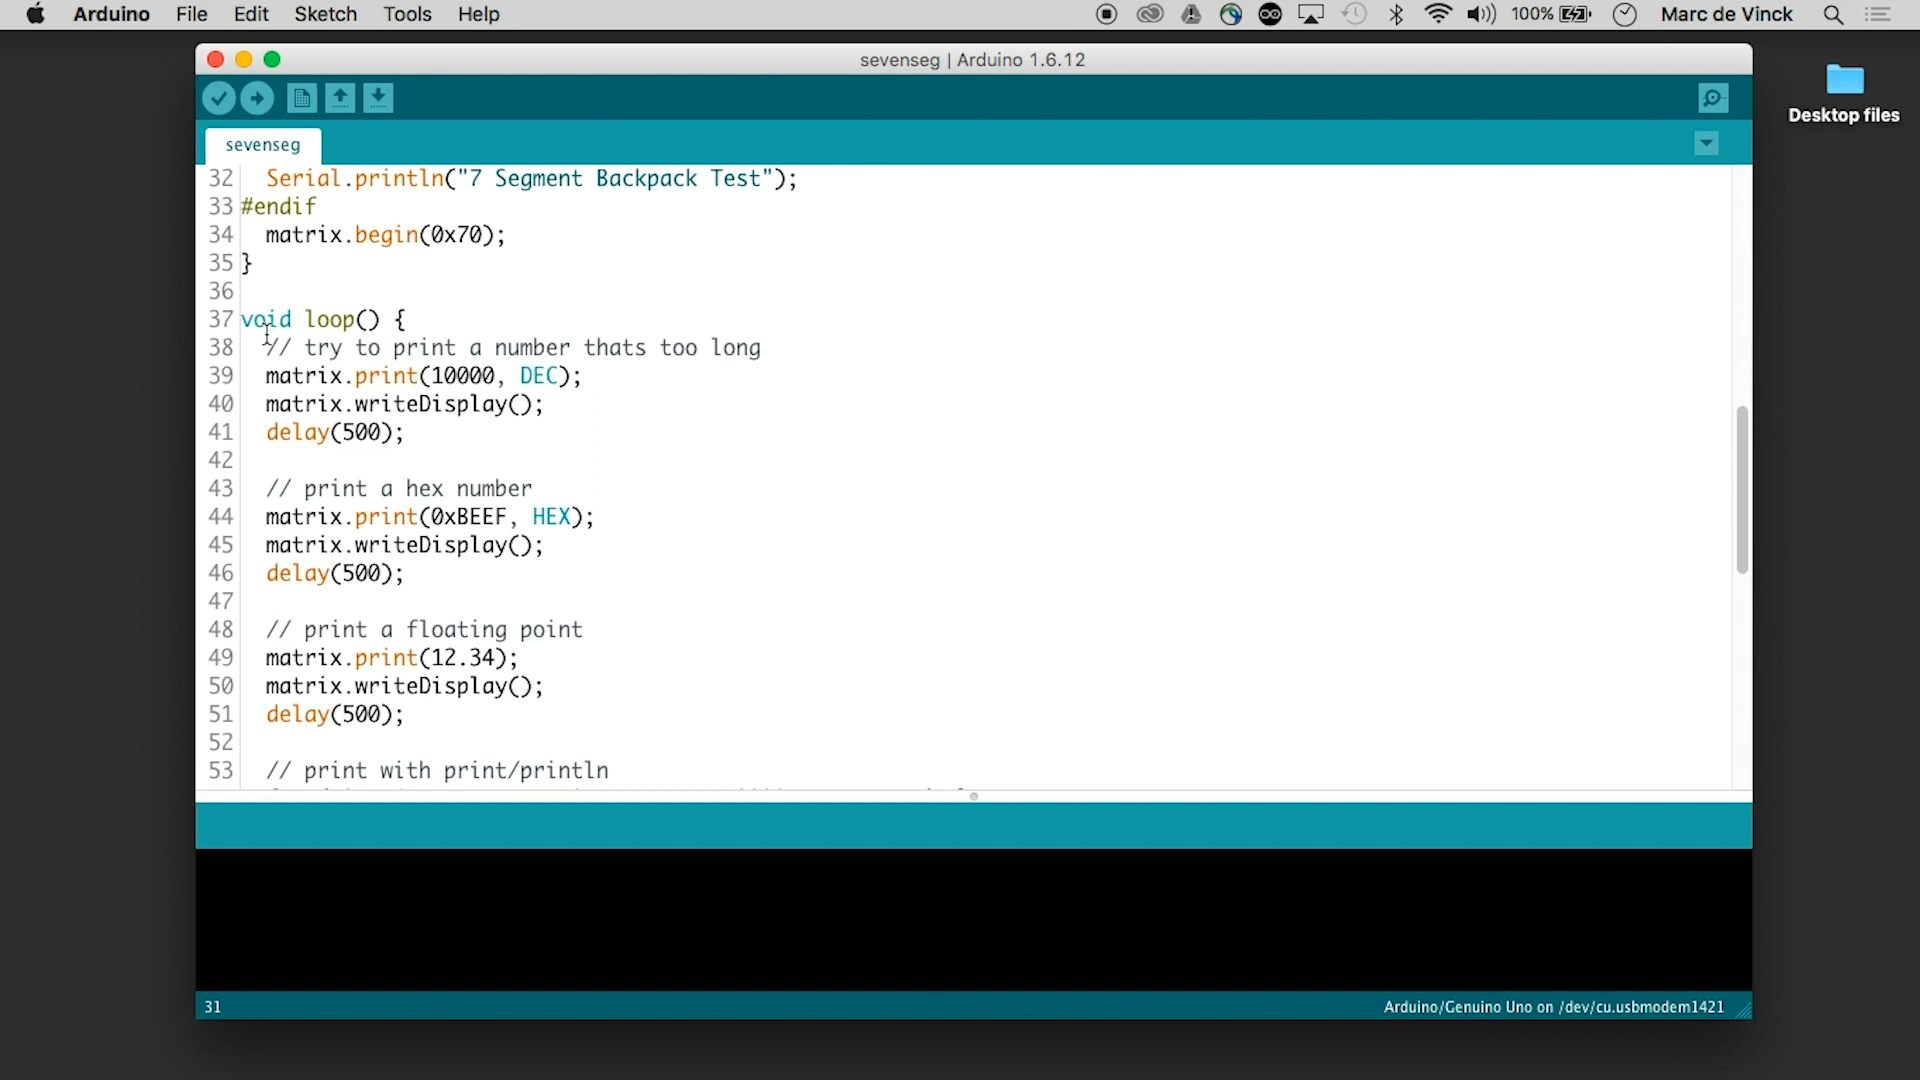 Arduino File Edit Sketch Tools Help 100% Marc de Vinck
sevenseg | Arduino 1.6.12
Desktop files
sevenseg
32 Serial.println("7 Segment Backpack Test");
33 #endif
34 matrix.begin(0x70);
35 }
36
37 void loop() {
38 // try to print a number thats too long
39 matrix.print(10000, DEC);
40 matrix.writeDisplay();
41 delay(500);
42
43 // print a hex number
44 matrix.print(0xBEEF, HEX);
45 matrix.writeDisplay();
46 delay(500);
47
48 // print a floating point
49 matrix.print(12.34);
50 matrix.writeDisplay();
51 delay(500);
52
53 // print with print/println
31 Arduino/Genuino Uno on /dev/cu.usbmodem1421